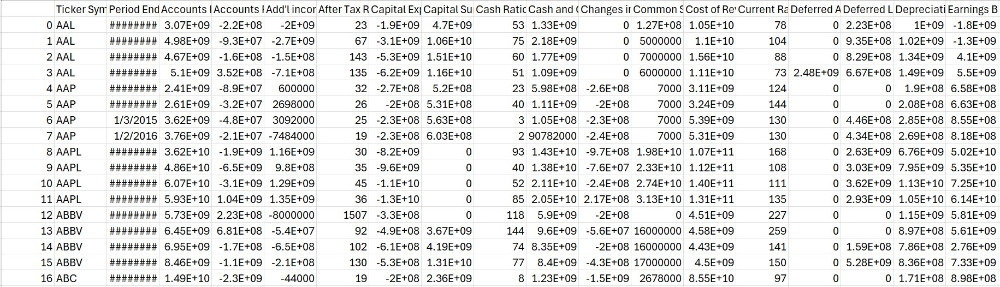 Ticker Sym Period End Accounts I Accounts I Add'l incor After Tax R Capital Exp Capital Su Cash Ratio Cash and ( Changes ir Common S Cost of Rev Current Ra Deferred A Deferred L Depreciati Earnings B
0 AAL ######## 3.07E+09 -2.2E+08 -2E+09 23 -1.9E+09 4.7E+09 53 1.33E+09 0 1.27E+08 1.05E+10 78 0 2.23E+08 1E+09 -1.8E+09
1 AAL ######## 4.98E+09 -9.3E+07 -2.7E+09 67 -3.1E+09 1.06E+10 75 2.18E+09 0 5000000 1.1E+10 104 0 9.35E+08 1.02E+09 -1.3E+09
2 AAL ######## 4.67E+09 -1.6E+08 -1.5E+08 143 -5.3E+09 1.51E+10 60 1.77E+09 0 7000000 1.56E+10 88 0 8.29E+08 1.34E+09 4.1E+09
3 AAL ######## 5.1E+09 3.52E+08 -7.1E+08 135 -6.2E+09 1.16E+10 51 1.09E+09 0 6000000 1.11E+10 73 2.48E+09 6.67E+08 1.49E+09 5.5E+09
4 AAP ######## 2.41E+09 -8.9E+07 600000 32 -2.7E+08 5.2E+08 23 5.98E+08 -2.6E+08 7000 3.11E+09 124 0 0 1.9E+08 6.58E+08
5 AAP ######## 2.61E+09 -3.2E+07 2698000 26 -2E+08 5.31E+08 40 1.11E+09 -2E+08 7000 3.24E+09 144 0 0 2.08E+08 6.63E+08
6 AAP 1/3/2015 3.62E+09 -4.8E+07 3092000 25 -2.3E+08 5.63E+08 3 1.05E+08 -2.3E+08 7000 5.39E+09 130 0 4.46E+08 2.85E+08 8.55E+08
7 AAP 1/2/2016 3.76E+09 -2.1E+07 -7484000 19 -2.3E+08 6.03E+08 2 90782000 -2.4E+08 7000 5.31E+09 130 0 4.34E+08 2.69E+08 8.18E+08
8 AAPL ######## 3.62E+10 -1.9E+09 1.16E+09 30 -8.2E+09 0 93 1.43E+10 -9.7E+08 1.98E+10 1.07E+11 168 0 2.63E+09 6.76E+09 5.02E+10
9 AAPL ######## 4.86E+10 -6.5E+09 9.8E+08 35 -9.6E+09 0 40 1.38E+10 -7.6E+07 2.33E+10 1.12E+11 108 0 3.03E+09 7.95E+09 5.35E+10
10 AAPL ######## 6.07E+10 -3.1E+09 1.29E+09 45 -1.1E+10 0 52 2.11E+10 -2.4E+08 2.74E+10 1.40E+11 111 0 3.62E+09 1.13E+10 7.25E+10
11 AAPL ######## 5.93E+10 1.04E+09 1.35E+09 36 -1.3E+10 0 85 2.05E+10 2.17E+08 3.13E+10 1.31E+11 135 0 2.93E+09 1.05E+10 6.14E+10
12 ABBV ######## 5.73E+09 2.23E+08 -8000000 1507 -3.3E+08 0 118 5.9E+09 -2E+08 0 4.51E+09 227 0 0 1.15E+09 5.81E+09
13 ABBV ######## 6.45E+09 6.81E+08 -5.4E+07 92 -4.9E+08 3.67E+09 144 9.6E+09 -5.6E+07 16000000 4.58E+09 259 0 0 8.97E+08 5.61E+09
14 ABBV ######## 6.95E+09 -1.7E+08 -6.5E+08 102 -6.1E+08 4.19E+09 74 8.35E+09 -2E+08 16000000 4.43E+09 141 0 1.59E+08 7.86E+08 2.76E+09
15 ABBV ######## 8.46E+09 -1.1E+09 -2.1E+08 130 -5.3E+08 1.31E+10 77 8.4E+09 -4.3E+08 17000000 4.5E+09 150 0 5.28E+09 8.36E+08 7.33E+09
16 ABC ######## 1.49E+10 -2.3E+09 -44000 19 -2E+08 2.36E+09 8 1.23E+09 -1.5E+09 2678000 8.55E+10 97 0 0 1.71E+08 8.98E+08